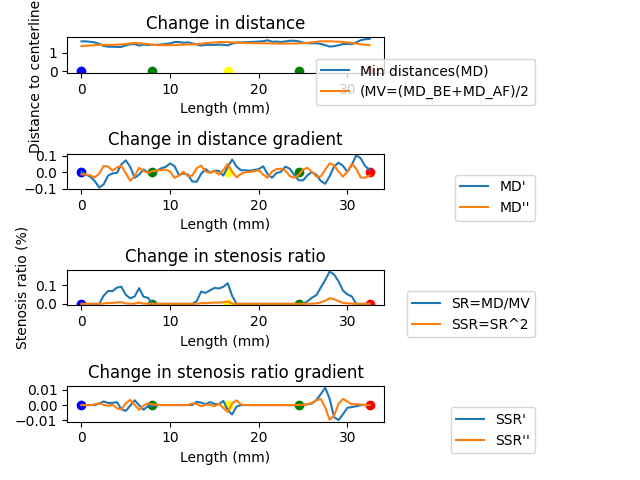 Change in distance
Distance to centerline
1
0
0
10
20
30
Length (mm)
Min distances(MD)
(MV=(MD_BE+MD_AF)/2
Change in distance gradient
0.1
0.0
−0.1
0
10
20
30
Length (mm)
MD'
MD''
Change in stenosis ratio
Stenosis ratio (%)
0.1
0.0
0
10
20
30
Length (mm)
SR=MD/MV
SSR=SR^2
Change in stenosis ratio gradient
0.01
0.00
−0.01
0
10
20
30
Length (mm)
SSR'
SSR''